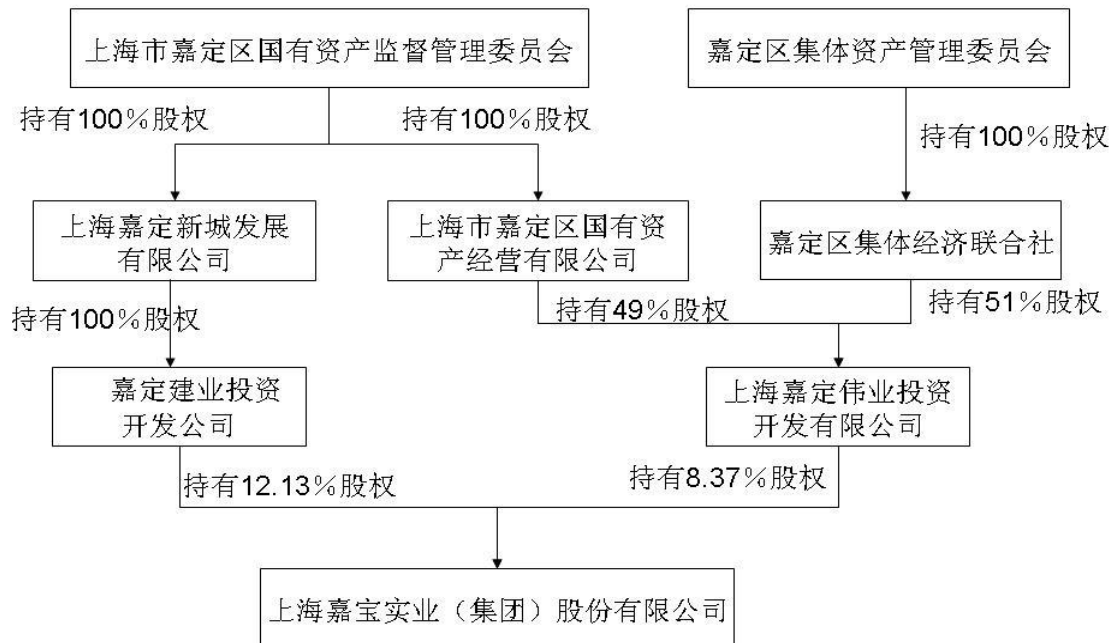 上海市嘉定区国有资产监督管理委员会
嘉定区集体资产管理委员会
持有100%股权
持有100%股权
持有100%股权
上海嘉定新城发展
有限公司
上海市嘉定区国有资
产经营有限公司
嘉定区集体经济联合社
持有100%股权
持有49%股权
持有51%股权
嘉定建业投资
开发公司
上海嘉定伟业投资
开发有限公司
持有12.13%股权
持有8.37%股权
上海嘉宝实业（集团）股份有限公司